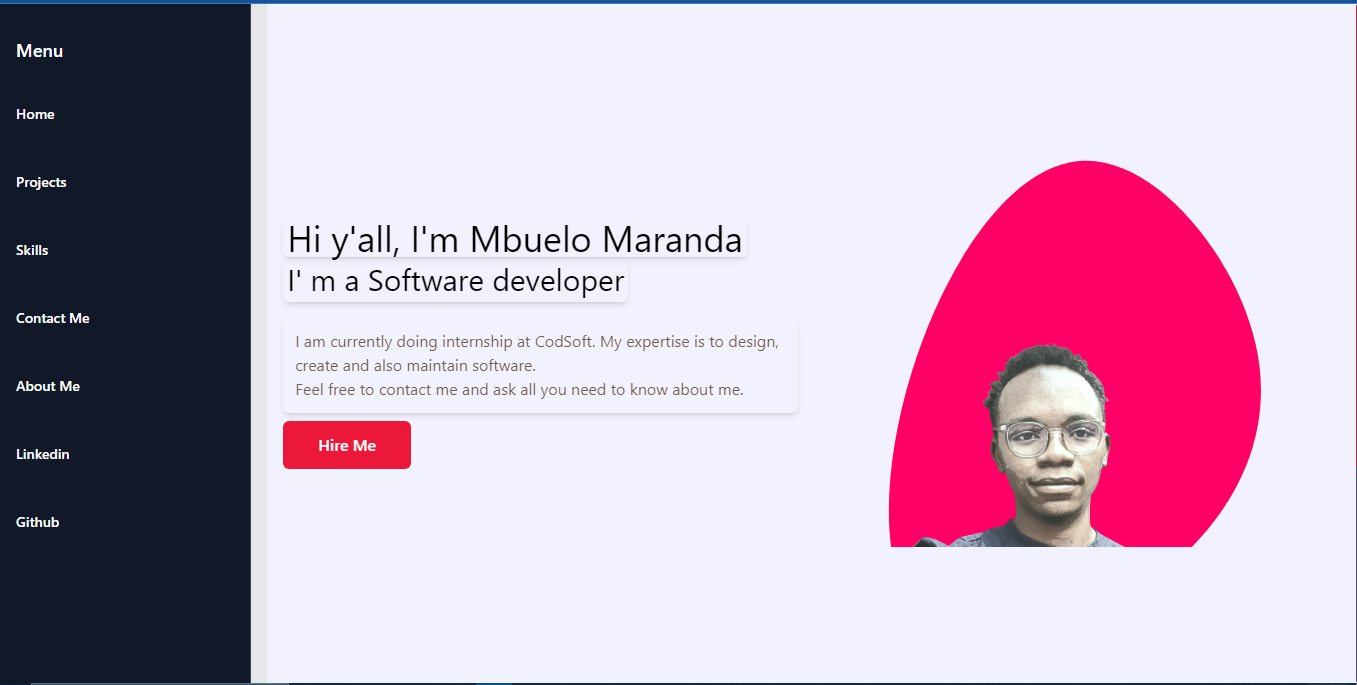 Menu
Home
Projects
Skills
Contact Me
About Me
Linkedin
Github
Hi y'all, I'm Mbuelo Maranda
I' m a Software developer
I am currently doing internship at CodSoft. My expertise is to design,
create and also maintain software.
Feel free to contact me and ask all you need to know about me.
Hire Me